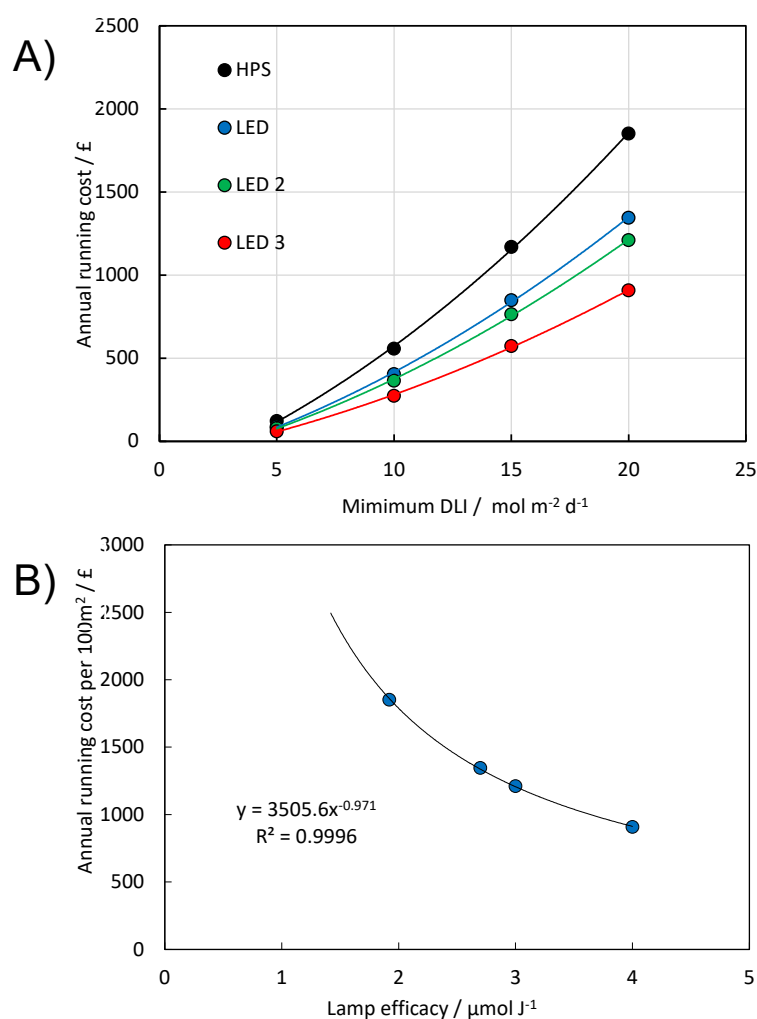 A)
Annual running cost / £
2500
2000
1500
1000
500
0
HPS
LED
LED 2
LED 3
0 5 10 15 20 25
Mimimum DLI / mol m⁻² d⁻¹
B)
Annual running cost per 100m² / £
3000
2500
2000
1500
1000
500
0
y = 3505.6x⁻⁰·⁹⁷¹
R² = 0.9996
0 1 2 3 4 5
Lamp efficacy / μmol J⁻¹